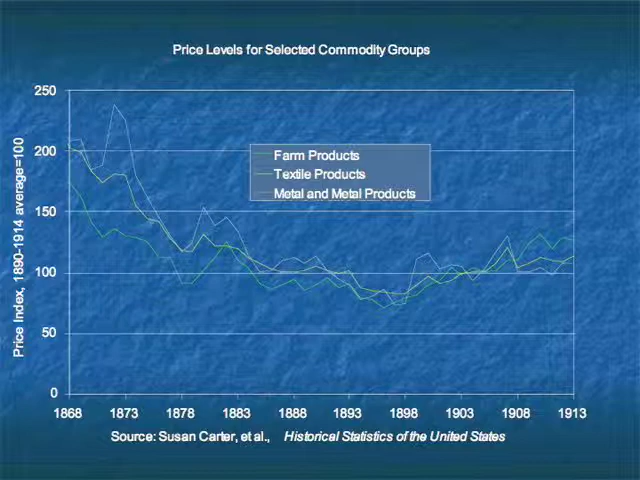 Price Levels for Selected Commodity Groups
Price Index, 1890-1914 average=100
250
200
150
100
50
0
Farm Products
Textile Products
Metal and Metal Products
1868 1873 1878 1883 1888 1893 1898 1903 1908 1913
Source: Susan Carter, et al., Historical Statistics of the United States